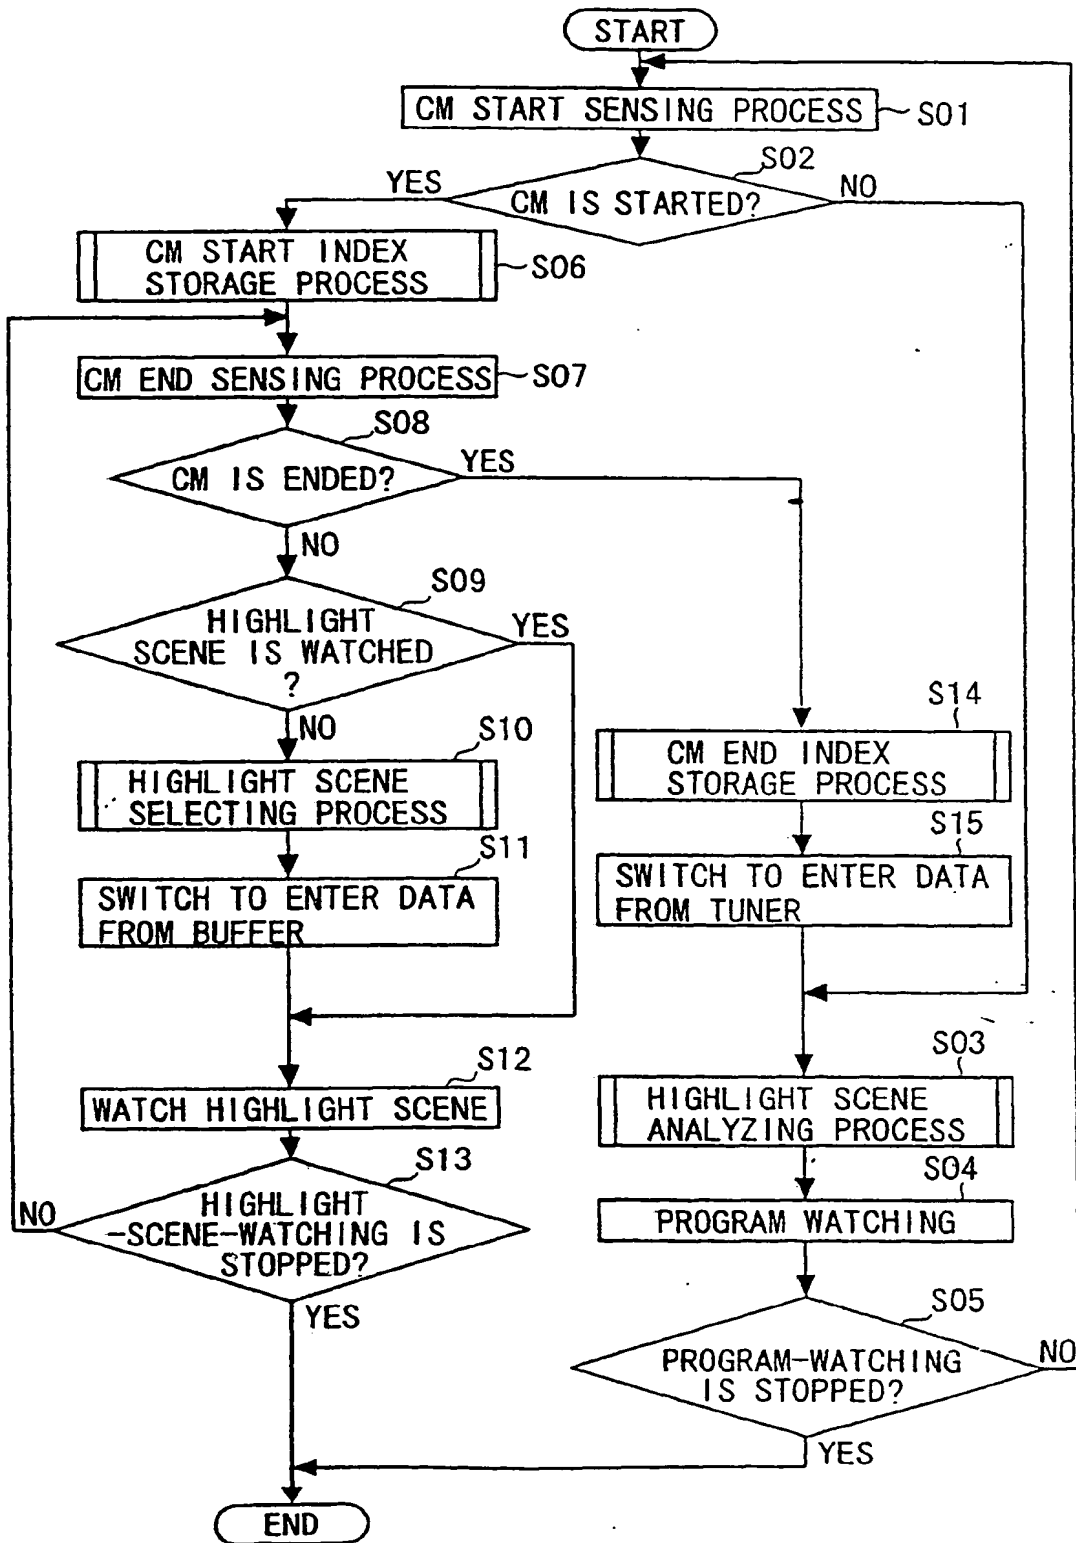 START
CM START SENSING PROCESS
S01
S02
YES
CM IS STARTED?
NO
CM START INDEX
STORAGE PROCESS
S06
CM END SENSING PROCESS
S07
S08
CM IS ENDED?
YES
NO
S09
HIGHLIGHT
SCENE IS WATCHED
?
YES
NO
S10
HIGHLIGHT SCENE
SELECTING PROCESS
S11
SWITCH TO ENTER DATA
FROM BUFFER
S12
WATCH HIGHLIGHT SCENE
S13
HIGHLIGHT
-SCENE-WATCHING IS
STOPPED?
NO
YES
S14
CM END INDEX
STORAGE PROCESS
S15
SWITCH TO ENTER DATA
FROM TUNER
S03
HIGHLIGHT SCENE
ANALYZING PROCESS
S04
PROGRAM WATCHING
S05
PROGRAM-WATCHING
IS STOPPED?
NO
YES
END